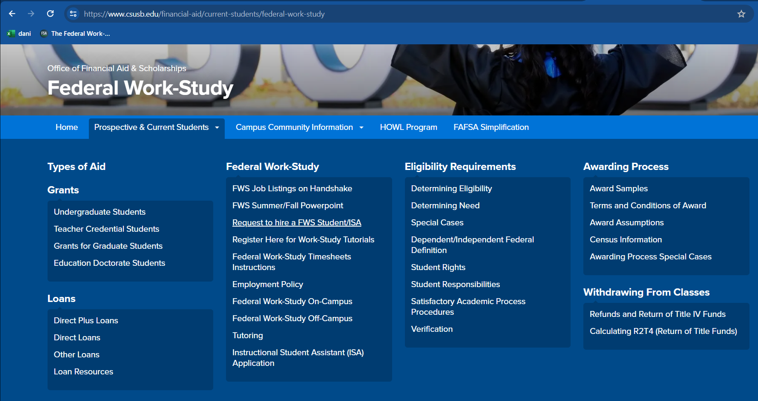 https://www.csusb.edu/financial-aid/current-students/federal-work-study
dani
The Federal Work-...
Office of Financial Aid & Scholarships
Federal Work-Study
Home
Prospective & Current Students
Campus Community Information
HOWL Program
FAFSA Simplification
Types of Aid
Grants
Undergraduate Students
Teacher Credential Students
Grants for Graduate Students
Education Doctorate Students
Loans
Direct Plus Loans
Direct Loans
Other Loans
Loan Resources
Federal Work-Study
FWS Job Listings on Handshake
FWS Summer/Fall Powerpoint
Request to hire a FWS Student/ISA
Register Here for Work-Study Tutorials
Federal Work-Study Timesheets
Instructions
Employment Policy
Federal Work-Study On-Campus
Federal Work-Study Off-Campus
Tutoring
Instructional Student Assistant (ISA)
Application
Eligibility Requirements
Determining Eligibility
Determining Need
Special Cases
Dependent/Independent Federal
Definition
Student Rights
Student Responsibilities
Satisfactory Academic Process
Procedures
Verification
Awarding Process
Award Samples
Terms and Conditions of Award
Award Assumptions
Census Information
Awarding Process Special Cases
Withdrawing From Classes
Refunds and Return of Title IV Funds
Calculating R2T4 (Return of Title Funds)